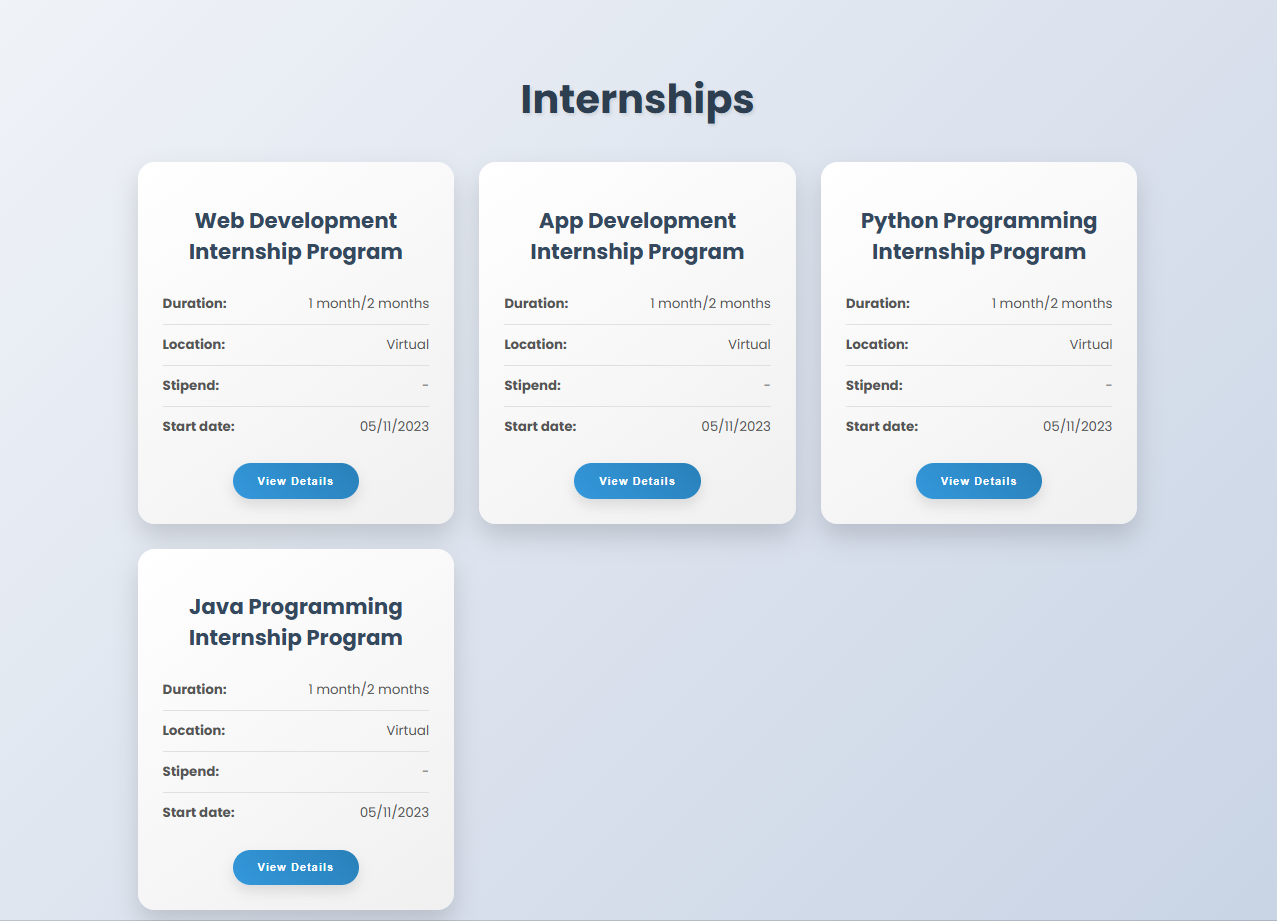 Internships
Web Development
Internship Program
Duration: 1 month/2 months
Location: Virtual
Stipend: -
Start date: 05/11/2023
View Details
App Development
Internship Program
Duration: 1 month/2 months
Location: Virtual
Stipend: -
Start date: 05/11/2023
View Details
Python Programming
Internship Program
Duration: 1 month/2 months
Location: Virtual
Stipend: -
Start date: 05/11/2023
View Details
Java Programming
Internship Program
Duration: 1 month/2 months
Location: Virtual
Stipend: -
Start date: 05/11/2023
View Details